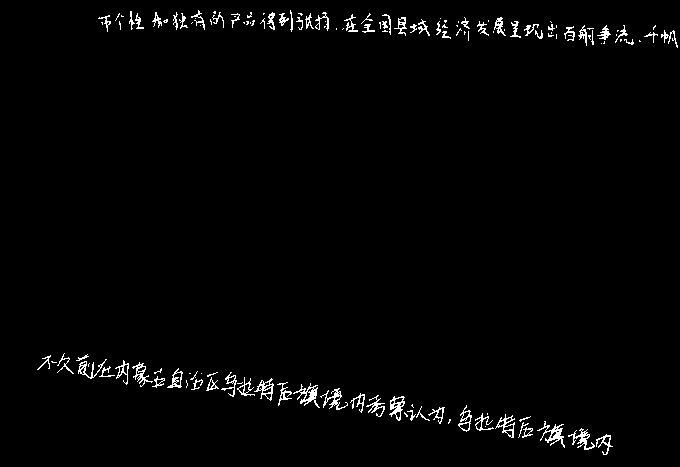 市个性和独有的产品得到张扬.在全国县域经济发展呈现出百舸争流.千帆
不久前在内蒙古自治区乌拉特后旗境内考察认为,乌拉特后旗境内